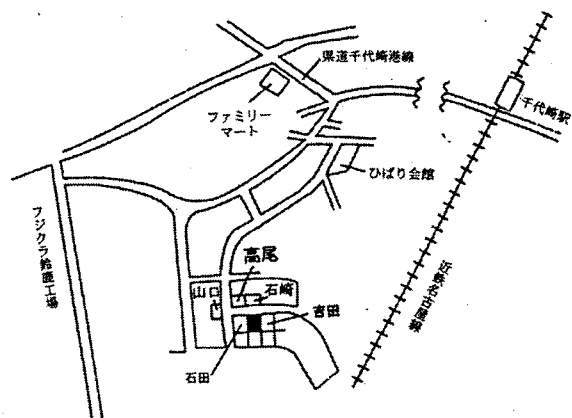 県道千代崎港線
ファミリー
マート
千代崎駅
ひばり会館
フジクラ鈴鹿工場
近鉄名古屋線
高尾
山口
石崎
吉田
石田